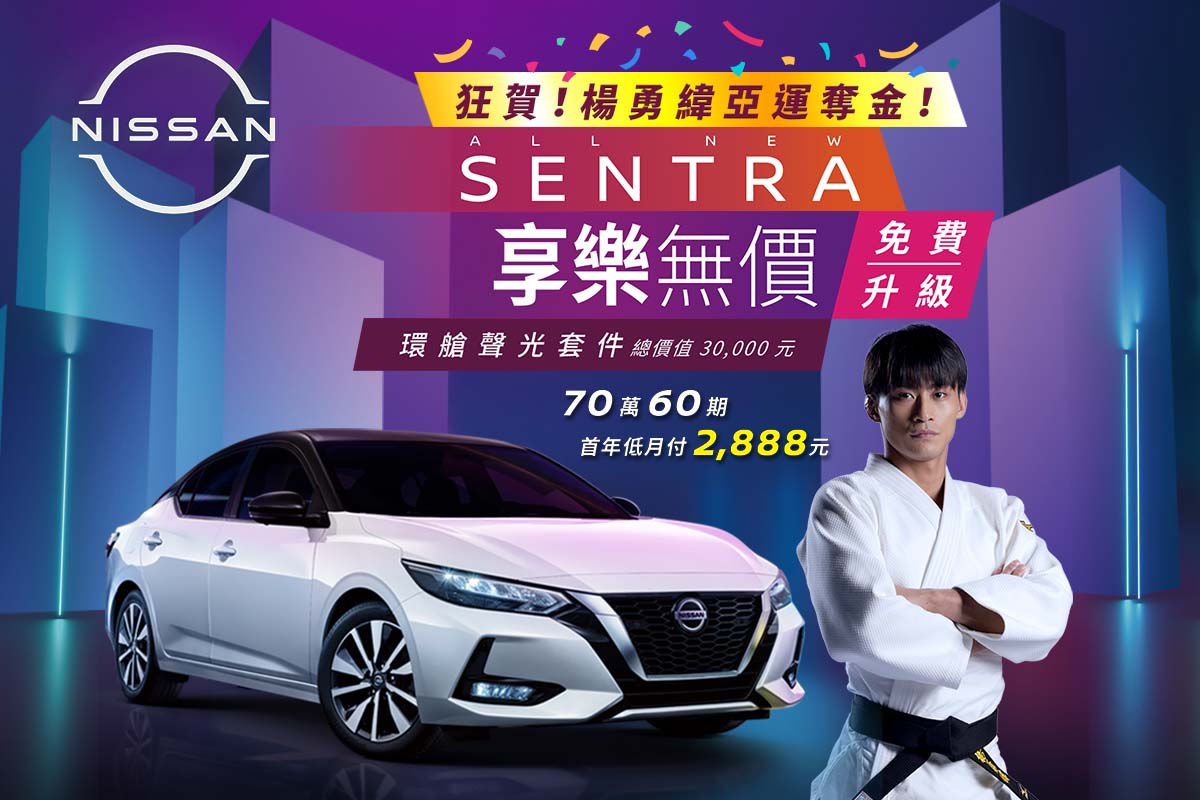 NISSAN
狂賀!楊勇緯亞運奪金!
ALL NEW
SENTRA
享樂無價
免費
升級
環艙聲光套件 總價值 30,000 元
70萬60期
首年低月付 2,888元
NISSAN